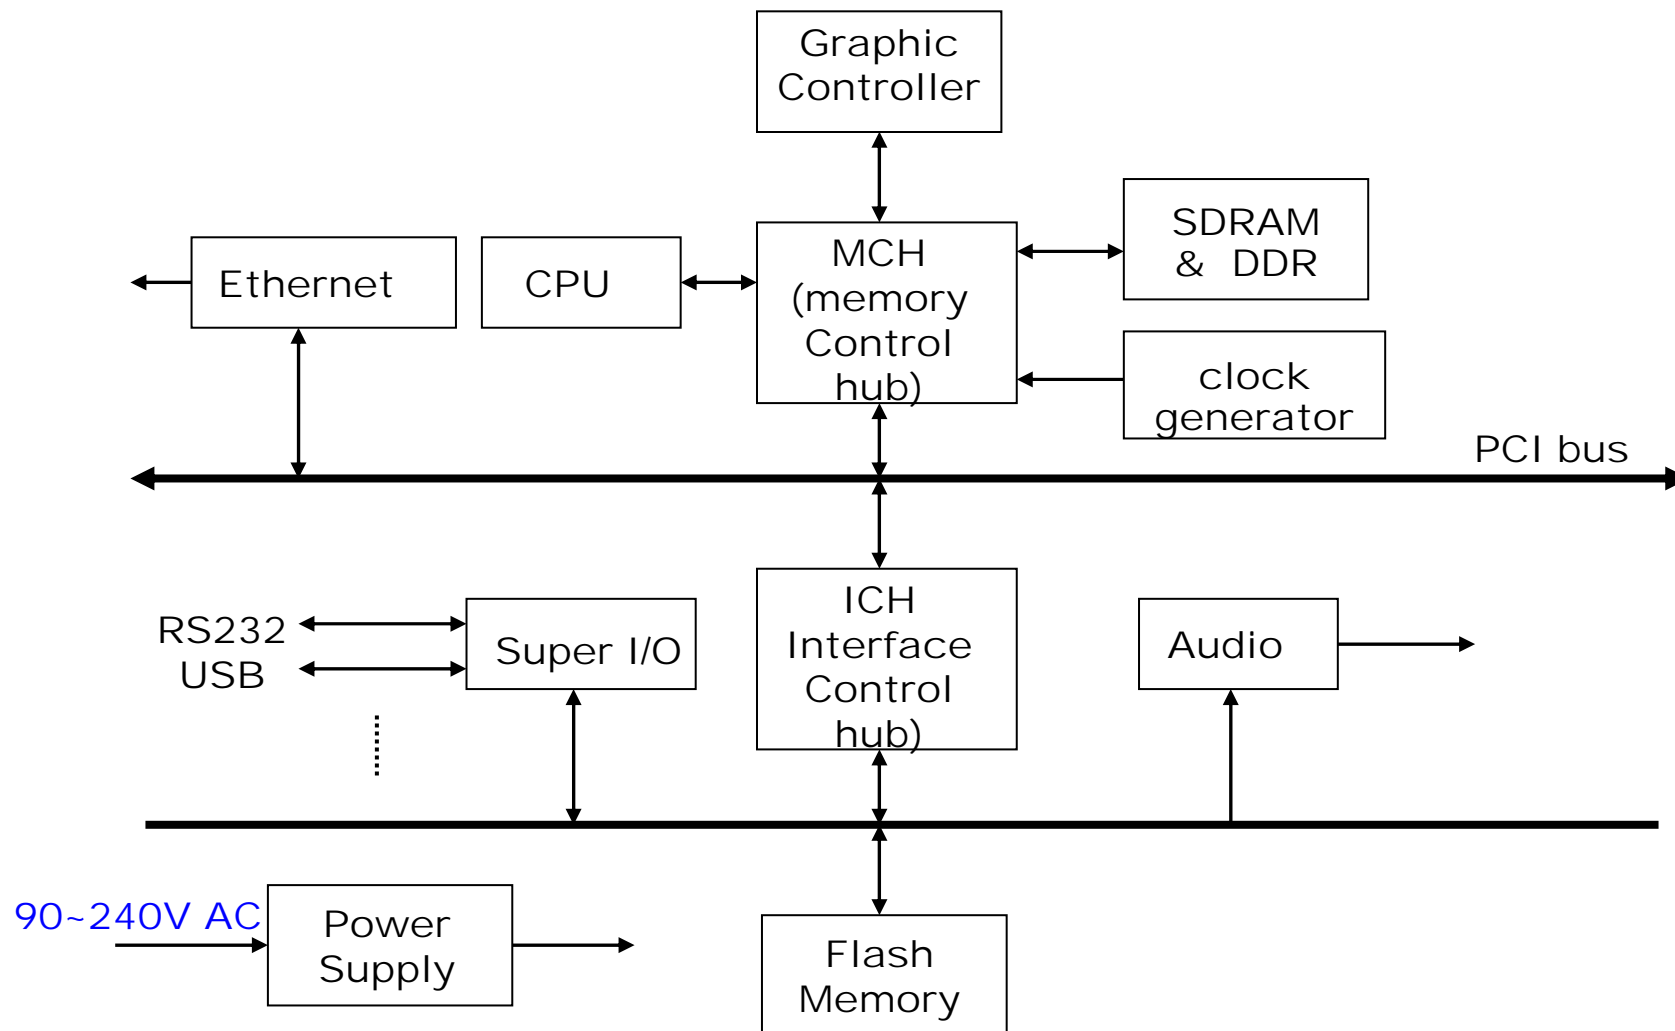 Graphic
Controller
SDRAM
& DDR
Ethernet
CPU
MCH
(memory
Control
hub)
clock
generator
PCI bus
RS232
USB
Super I/O
ICH
Interface
Control
hub)
Audio
90~240V AC
Power
Supply
Flash
Memory